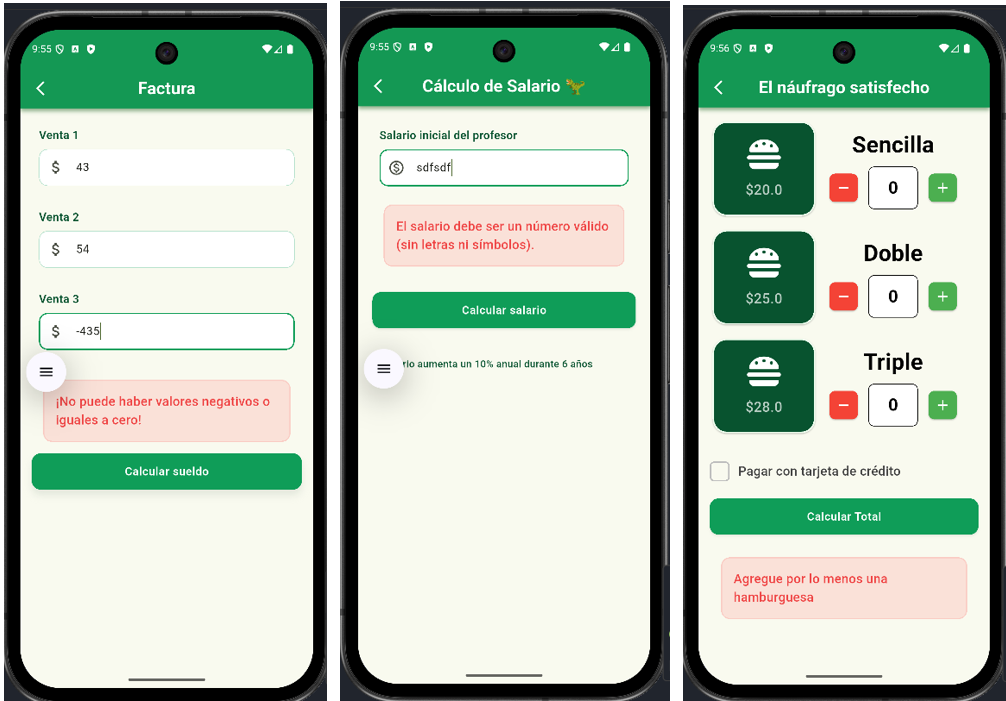 9:55
Factura
Venta 1
$ 43
Venta 2
$ 54
Venta 3
$ -435
¡No puede haber valores negativos o
iguales a cero!
Calcular sueldo
9:55
Cálculo de Salario 🦖
Salario inicial del profesor
sdfsdf
El salario debe ser un número válido
(sin letras ni símbolos).
Calcular salario
rio aumenta un 10% anual durante 6 años
9:56
El náufrago satisfecho
Sencilla
$20.0
− 0 +
Doble
$25.0
− 0 +
Triple
$28.0
− 0 +
Pagar con tarjeta de crédito
Calcular Total
Agregue por lo menos una
hamburguesa